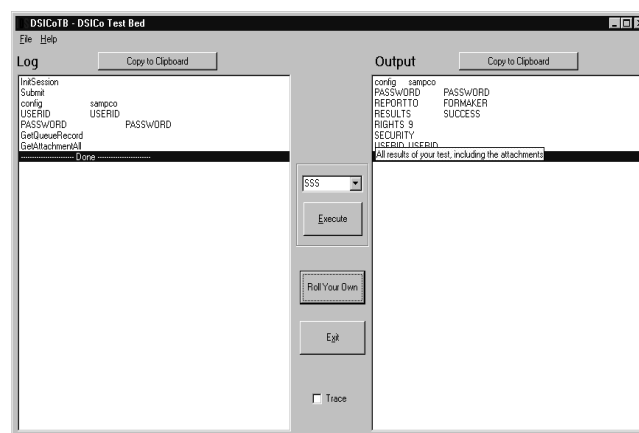 DSICoTB - DSICo Test Bed
File Help
Log
Copy to Clipboard
InitSession
Submit
config sampco
USERID USERID
PASSWORD PASSWORD
GetQueueRecord
GetAttachmentAll
----------------------- Done -----------------------
SSS
Execute
Roll Your Own
Exit
Trace
Output
Copy to Clipboard
config sampco
PASSWORD PASSWORD
REPORTTO FORMAKER
RESULTS SUCCESS
RIGHTS 9
SECURITY
USERID USERID
All results of your test, including the attachments